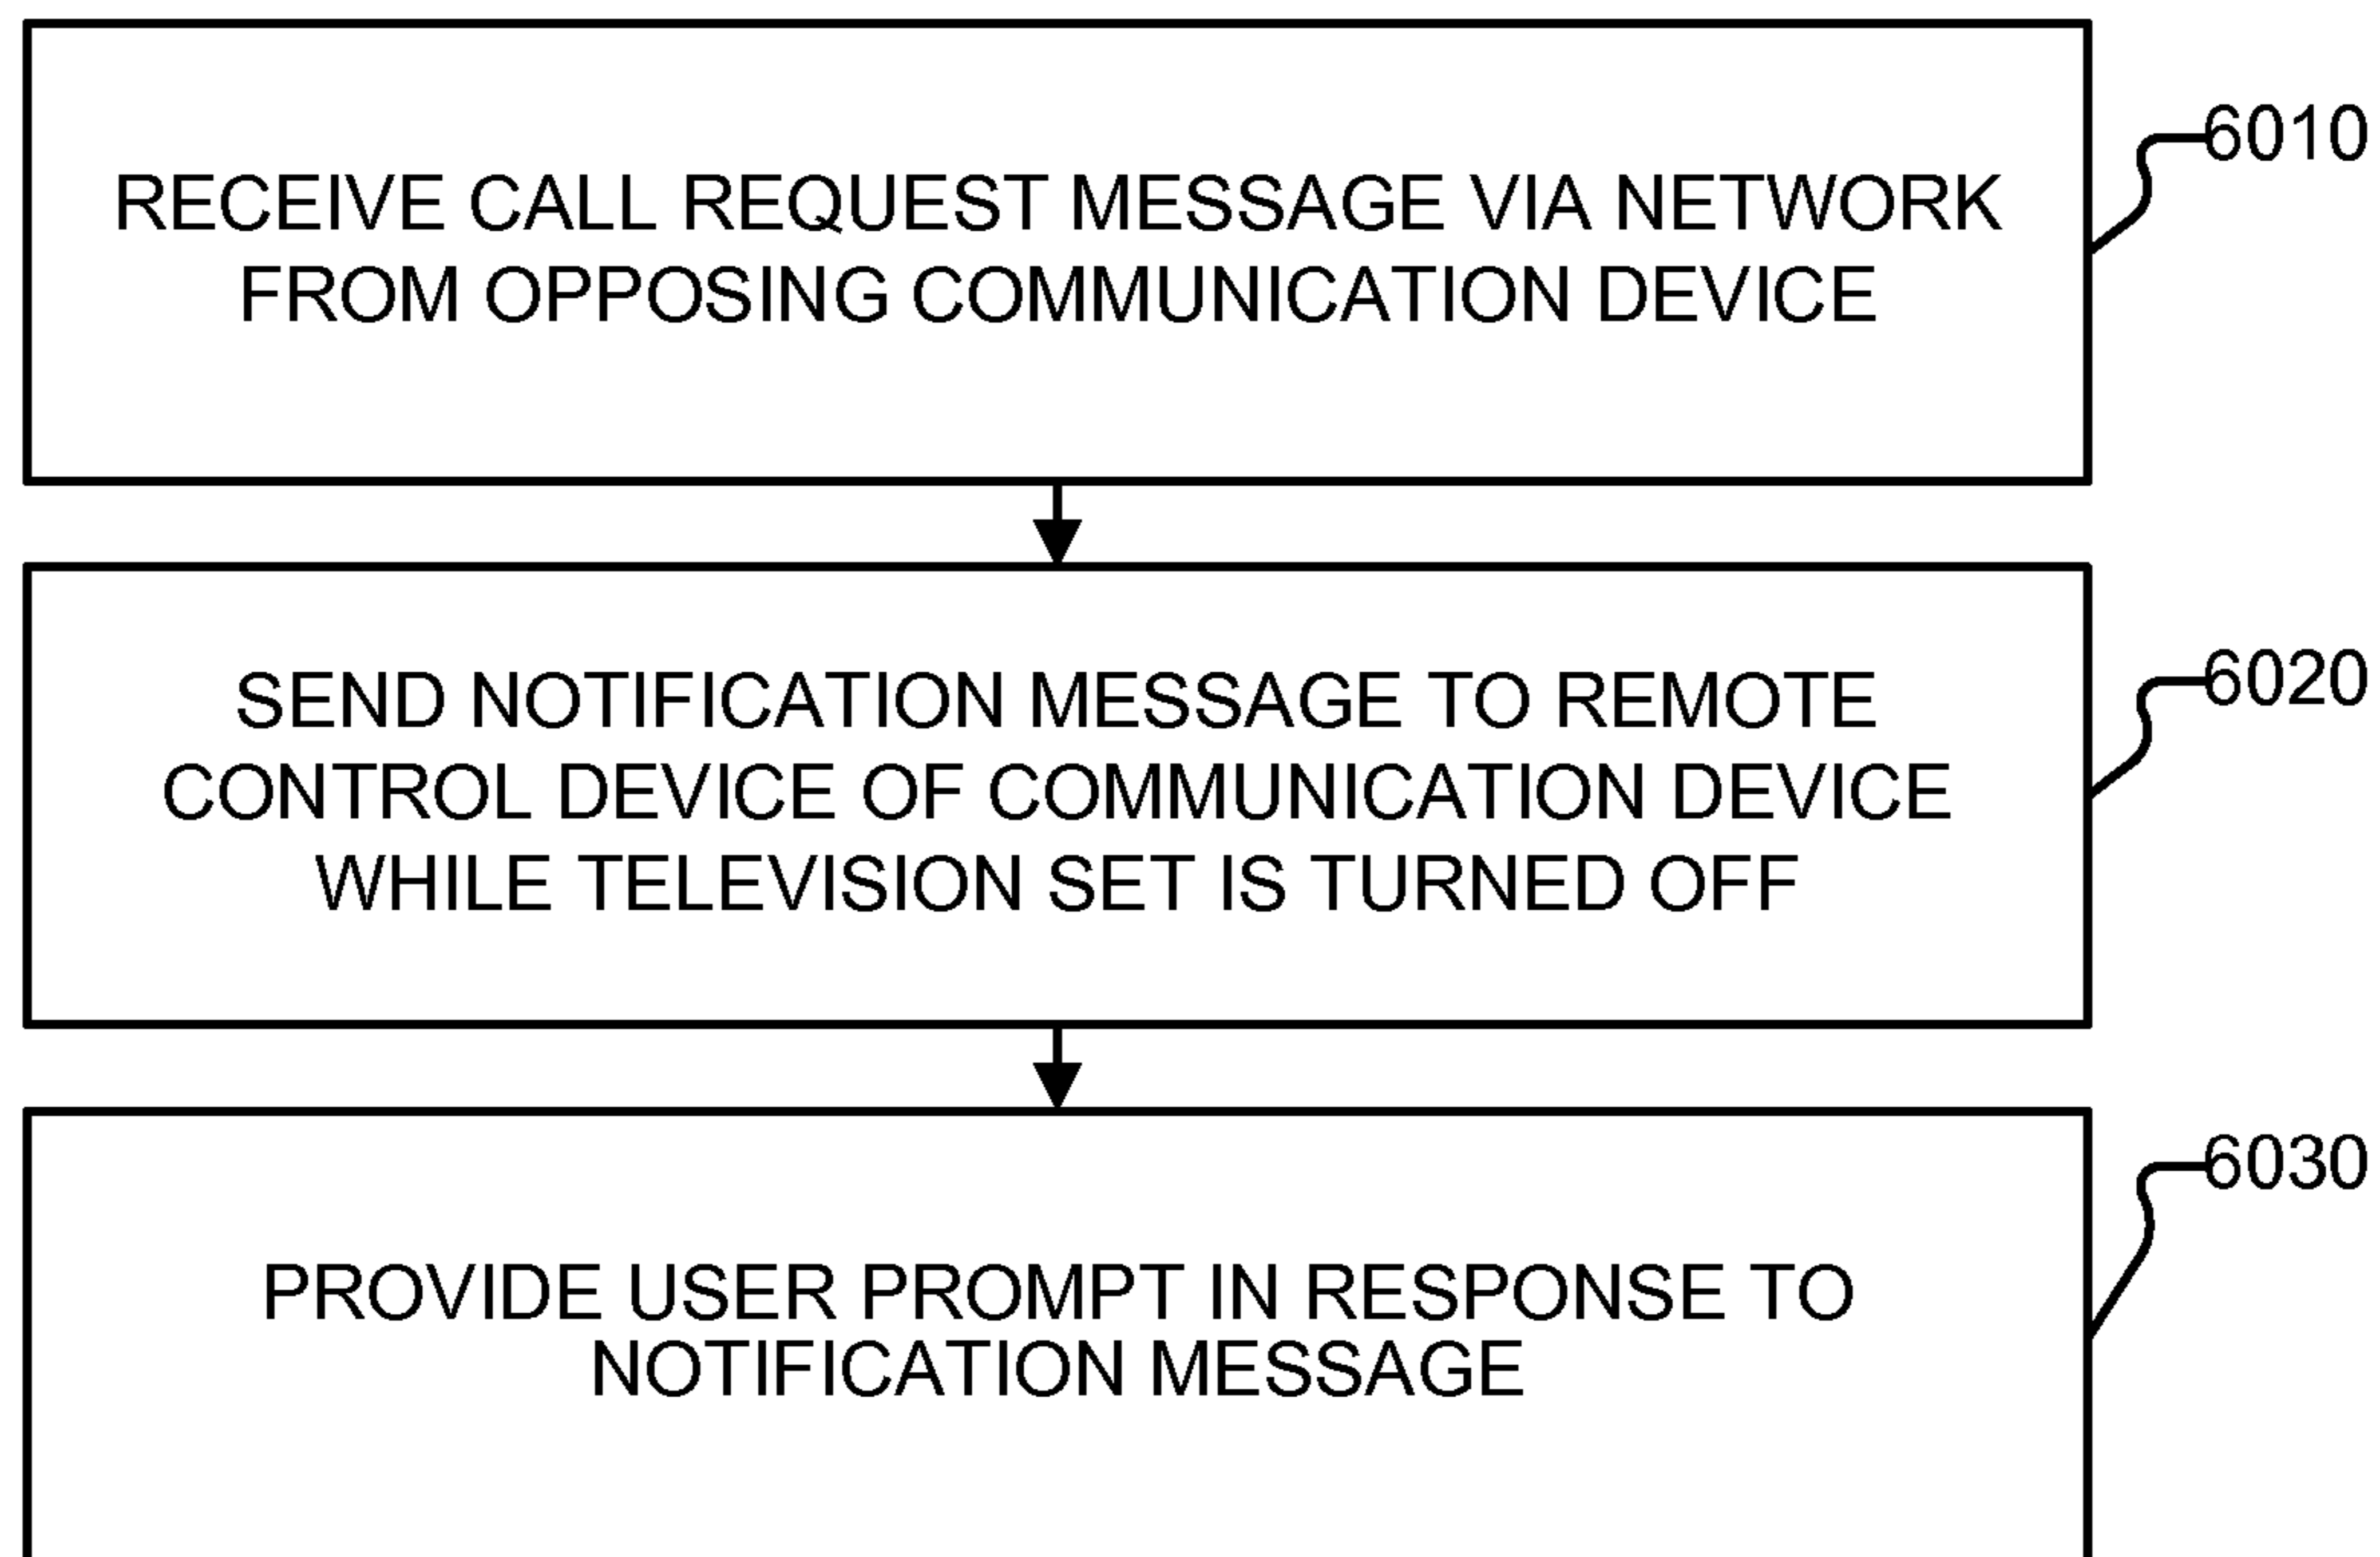 RECEIVE CALL REQUEST MESSAGE VIA NETWORK
FROM OPPOSING COMMUNICATION DEVICE
6010
SEND NOTIFICATION MESSAGE TO REMOTE
CONTROL DEVICE OF COMMUNICATION DEVICE
WHILE TELEVISION SET IS TURNED OFF
6020
PROVIDE USER PROMPT IN RESPONSE TO
NOTIFICATION MESSAGE
6030